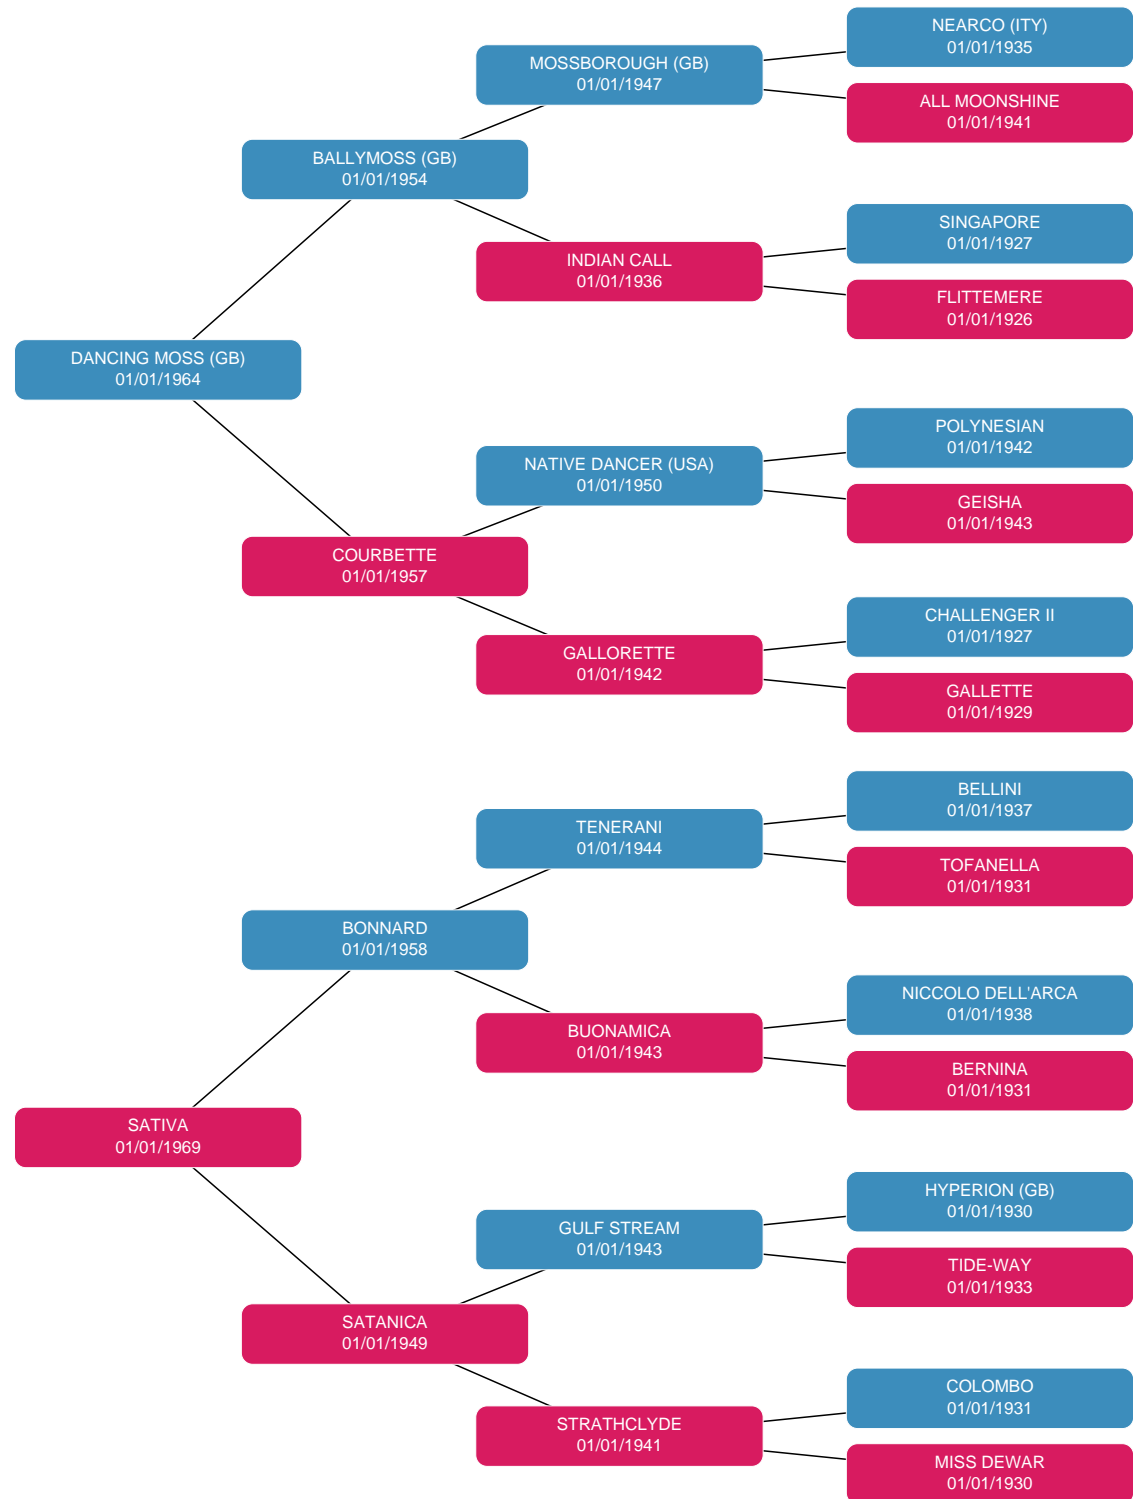 NEARCO (ITY)
01/01/1935
MOSSBOROUGH (GB)
01/01/1947
ALL MOONSHINE
01/01/1941
BALLYMOSS (GB)
01/01/1954
SINGAPORE
01/01/1927
INDIAN CALL
01/01/1936
FLITTEMERE
01/01/1926
DANCING MOSS (GB)
01/01/1964
POLYNESIAN
01/01/1942
NATIVE DANCER (USA)
01/01/1950
GEISHA
01/01/1943
COURBETTE
01/01/1957
CHALLENGER II
01/01/1927
GALLORETTE
01/01/1942
GALLETTE
01/01/1929
BELLINI
01/01/1937
TENERANI
01/01/1944
TOFANELLA
01/01/1931
BONNARD
01/01/1958
NICCOLO DELL'ARCA
01/01/1938
BUONAMICA
01/01/1943
BERNINA
01/01/1931
SATIVA
01/01/1969
HYPERION (GB)
01/01/1930
GULF STREAM
01/01/1943
TIDE-WAY
01/01/1933
SATANICA
01/01/1949
COLOMBO
01/01/1931
STRATHCLYDE
01/01/1941
MISS DEWAR
01/01/1930